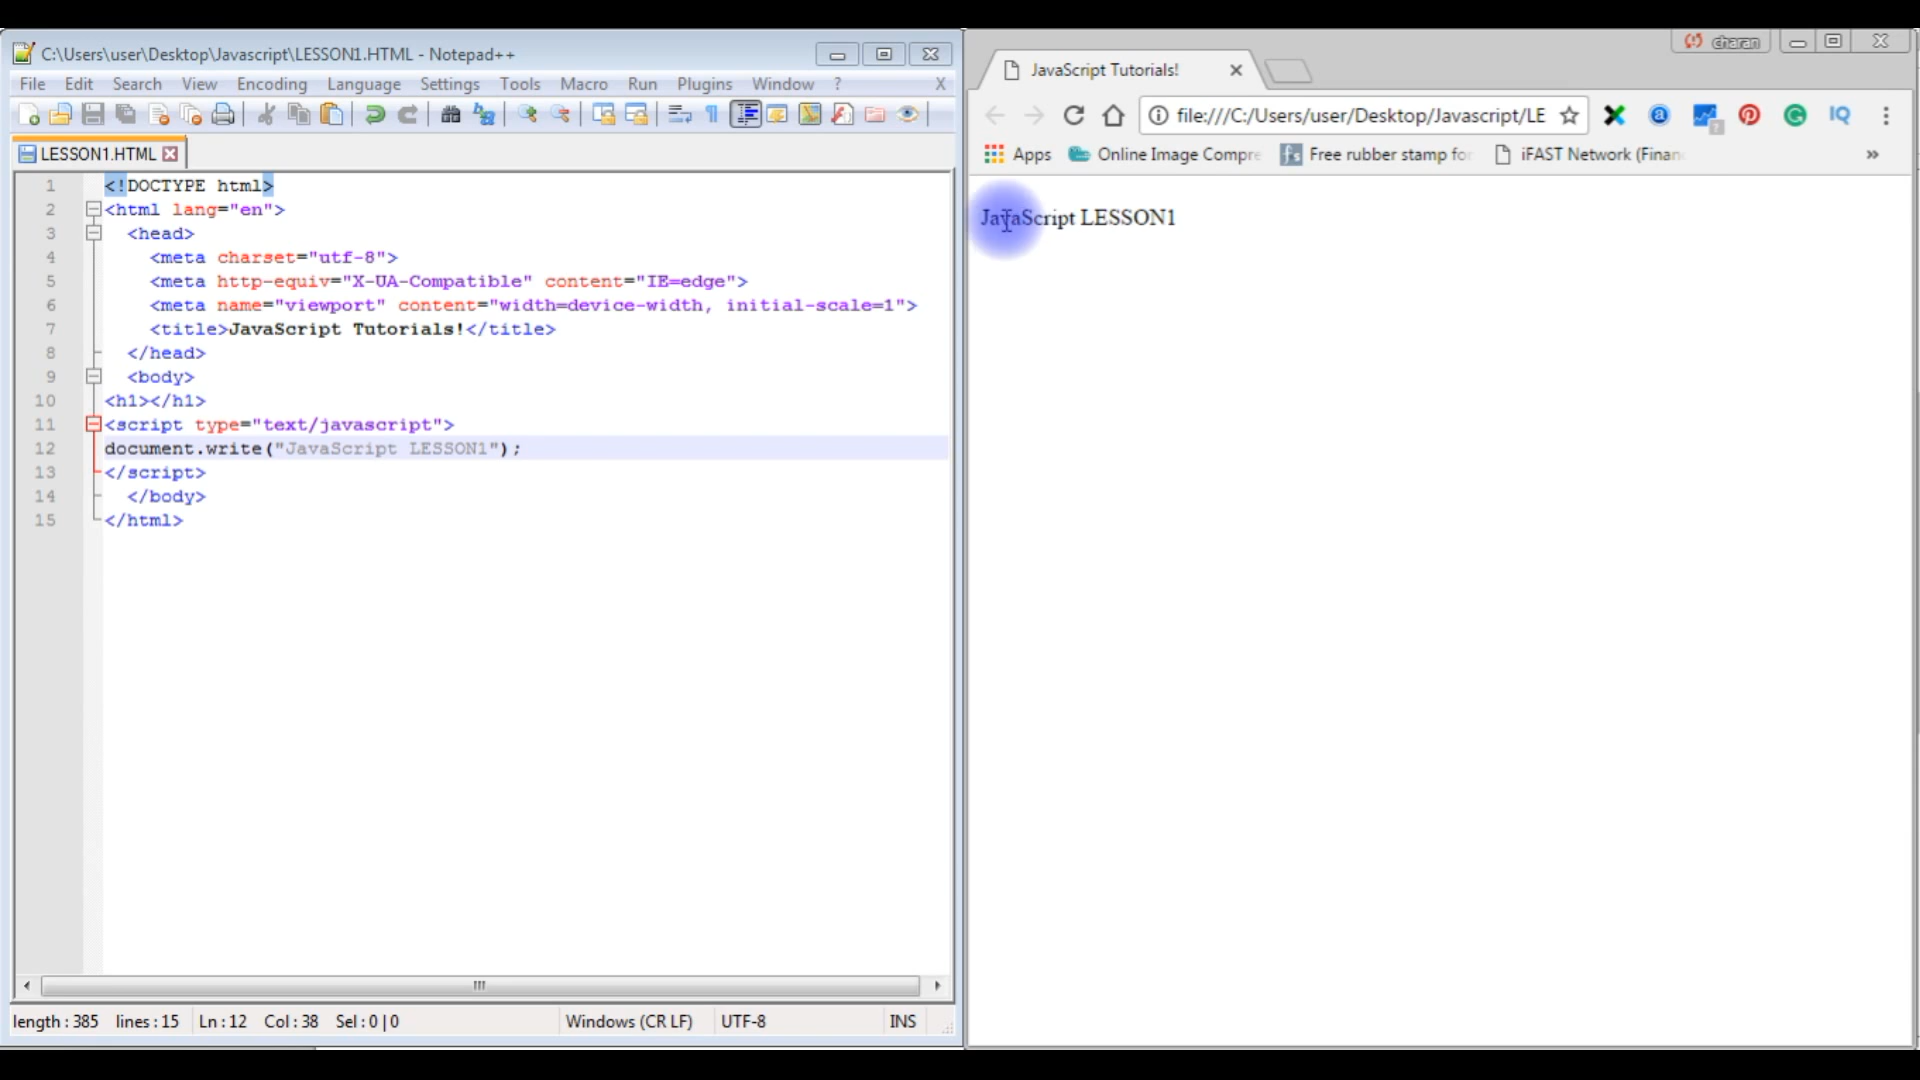 C:\Users\user\Desktop\Javascript\LESSON1.HTML - Notepad++
File Edit Search View Encoding Language Settings Tools Macro Run Plugins Window ? X
LESSON1.HTML
1 <!DOCTYPE html>
2 <html lang="en">
3 <head>
4 <meta charset="utf-8">
5 <meta http-equiv="X-UA-Compatible" content="IE=edge">
6 <meta name="viewport" content="width=device-width, initial-scale=1">
7 <title>JavaScript Tutorials!</title>
8 </head>
9 <body>
10 <h1></h1>
11 <script type="text/javascript">
12 document.write("JavaScript LESSON1");
13 </script>
14 </body>
15 </html>
length : 385 lines : 15 Ln : 12 Col : 38 Sel : 0 | 0 Windows (CR LF) UTF-8 INS
charan
JavaScript Tutorials!
file:///C:/Users/user/Desktop/Javascript/LE
IQ
Apps Online Image Compre Free rubber stamp for iFAST Network (Finan »
JavaScript LESSON1